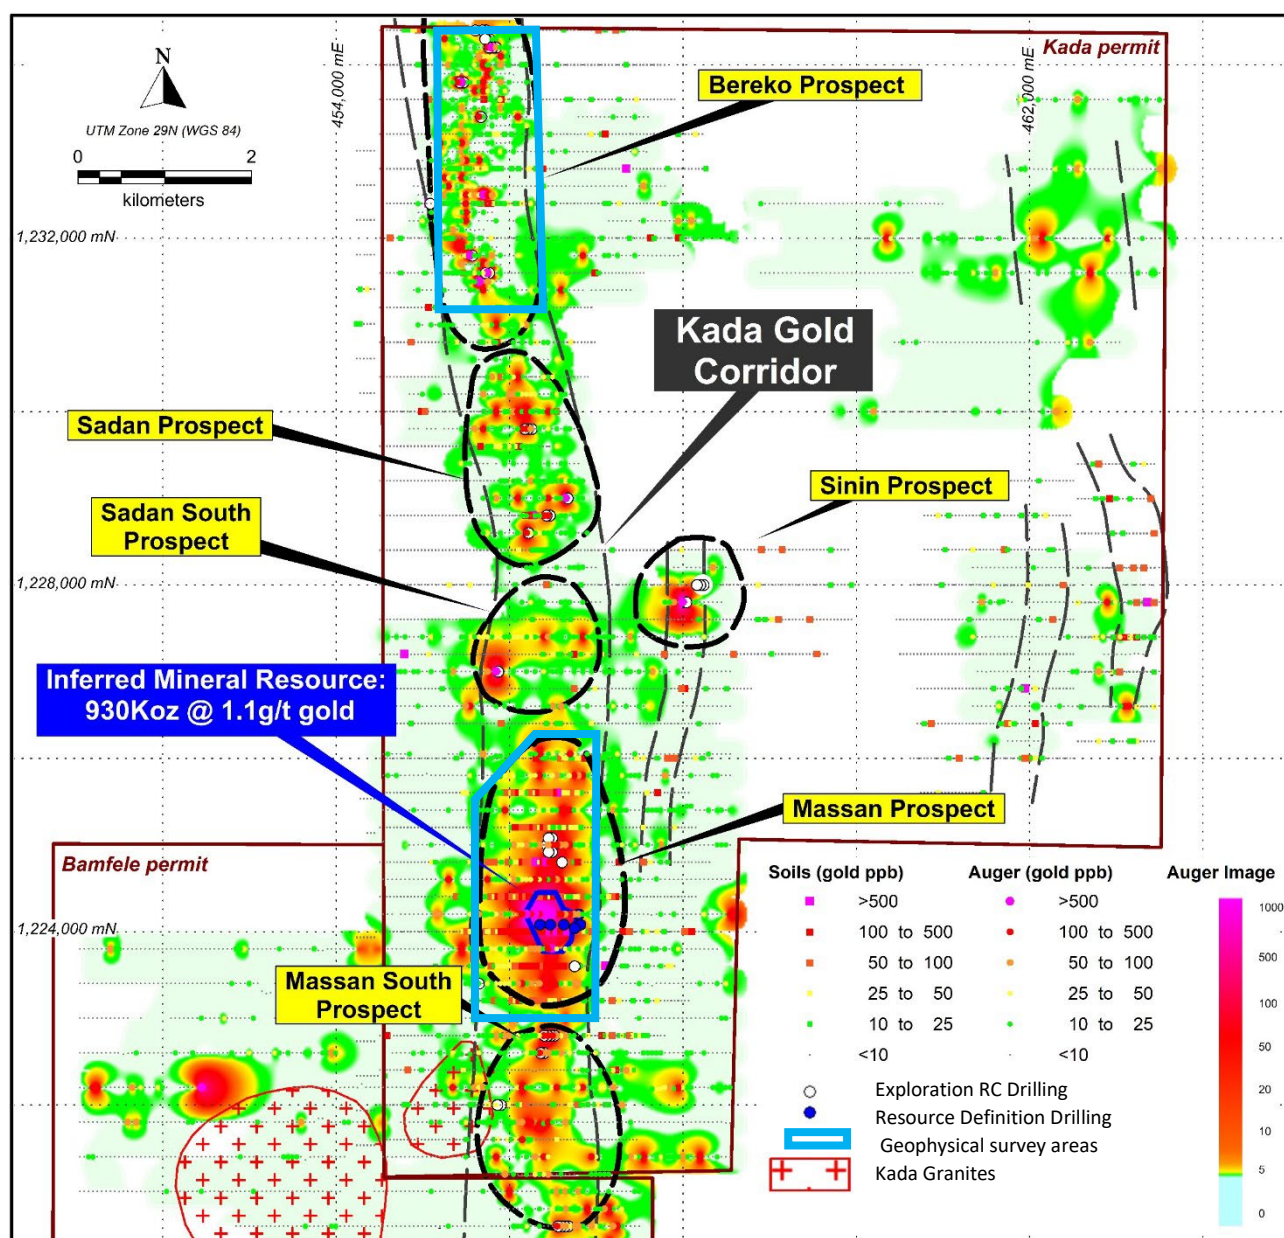 454,000 mE
462,000 mE
Kada permit
N
UTM Zone 29N (WGS 84)
0 2
kilometers
Bereko Prospect
1,232,000 mN
Kada Gold
Corridor
Sadan Prospect
Sinin Prospect
Sadan South
Prospect
1,228,000 mN
Inferred Mineral Resource:
930Koz @ 1.1g/t gold
Massan Prospect
Bamfele permit
1,224,000 mN
Massan South
Prospect
Soils (gold ppb) Auger (gold ppb) Auger Image
>500 >500 1000
100 to 500 100 to 500 500
50 to 100 50 to 100 100
25 to 50 25 to 50 50
10 to 25 10 to 25 20
<10 <10 10
Exploration RC Drilling
Resource Definition Drilling
Geophysical survey areas 5
Kada Granites 0